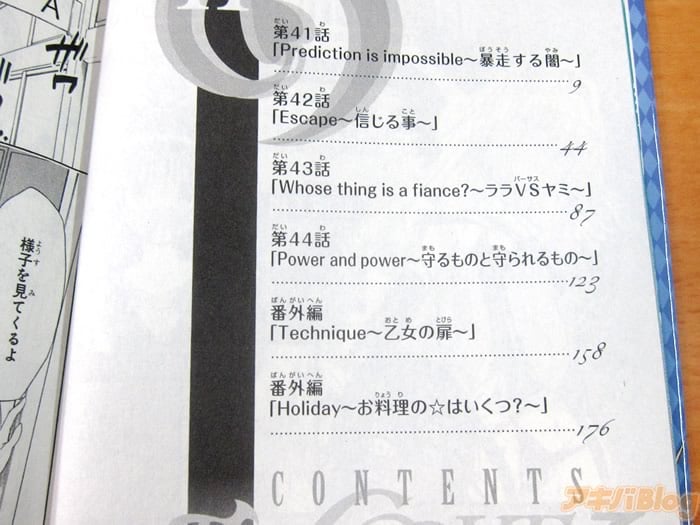 第41話
「Prediction is impossible～暴走する闇～」
9
第42話
「Escape～信じる事～」
44
第43話
「Whose thing is a fiance?～ララVSヤミ～」
87
第44話
「Power and power～守るものと守られるもの～」
123
番外編
「Technique～乙女の扉～」
158
番外編
「Holiday～お料理の☆はいくつ?～」
176
CONTENTS
様子を見てくるよ
アキバBlog